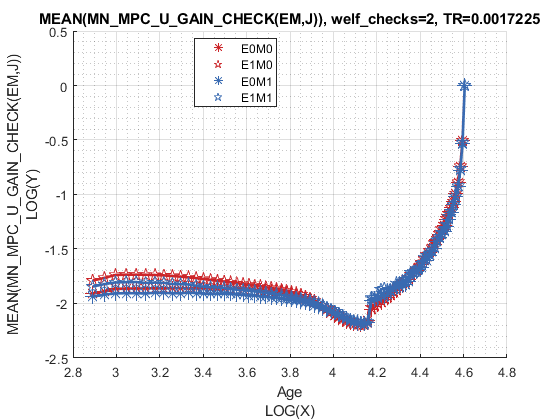 MEAN(MN_MPC_U_GAIN_CHECK(EM,J)), welf_checks=2, TR=0.0017225
MEAN(MN_MPC_U_GAIN_CHECK(EM,J))
LOG(Y)
0.5
0
-0.5
-1
-1.5
-2
-2.5
E0M0
E1M0
E0M1
E1M1
2.8 3 3.2 3.4 3.6 3.8 4 4.2 4.4 4.6 4.8
Age
LOG(X)